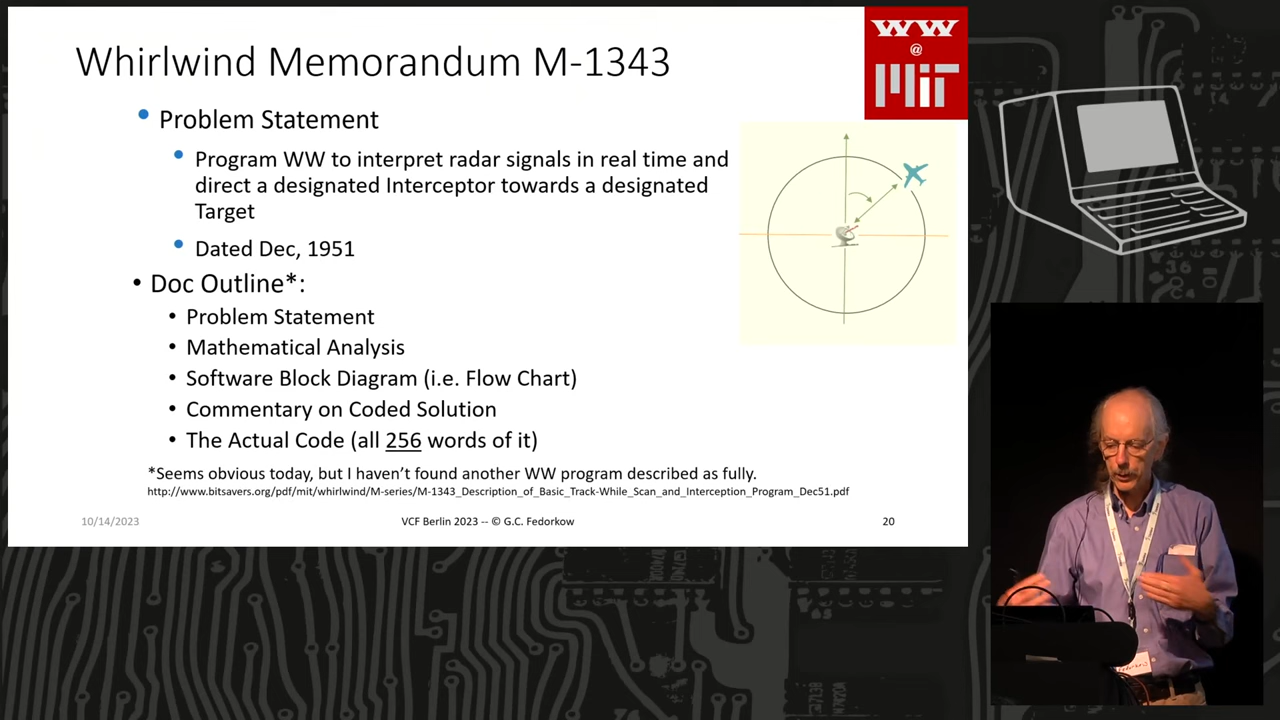 Whirlwind Memorandum M-1343
WW
@
MIT
• Problem Statement
• Program WW to interpret radar signals in real time and
direct a designated Interceptor towards a designated
Target
• Dated Dec, 1951
• Doc Outline*:
• Problem Statement
• Mathematical Analysis
• Software Block Diagram (i.e. Flow Chart)
• Commentary on Coded Solution
• The Actual Code (all 256 words of it)
*Seems obvious today, but I haven’t found another WW program described as fully.
http://www.bitsavers.org/pdf/mit/whirlwind/M-series/M-1343_Description_of_Basic_Track-While_Scan_and_Interception_Program_Dec51.pdf
10/14/2023
VCF Berlin 2023 -- © G.C. Fedorkow
20